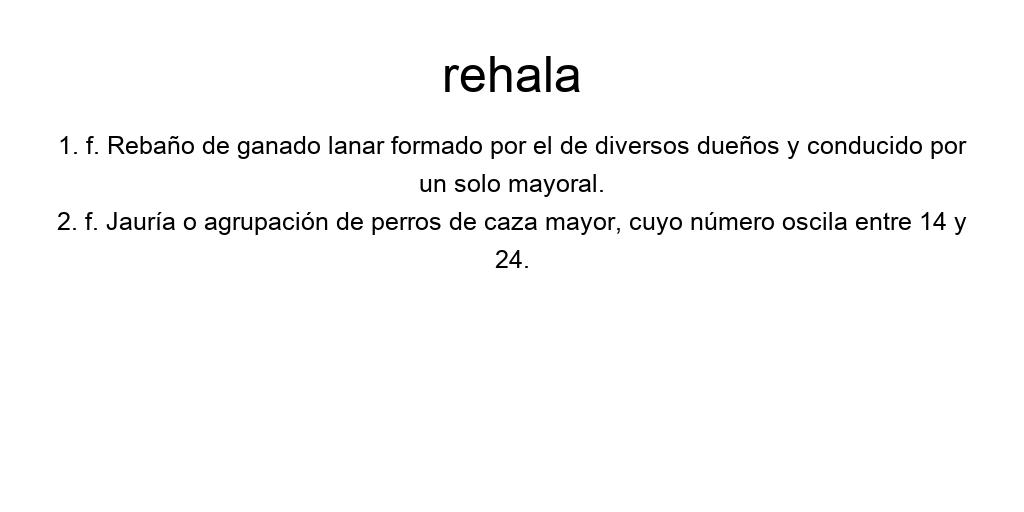 rehala
1. f. Rebaño de ganado lanar formado por el de diversos dueños y conducido por
un solo mayoral.
2. f. Jauría o agrupación de perros de caza mayor, cuyo número oscila entre 14 y
24.